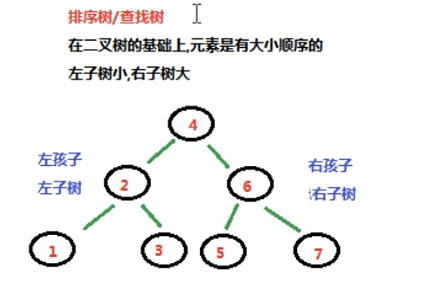 排序树/查找树
在二叉树的基础上,元素是有大小顺序的
左子树小,右子树大
4
左孩子
左子树
2
6
右孩子
右子树
1
3
5
7